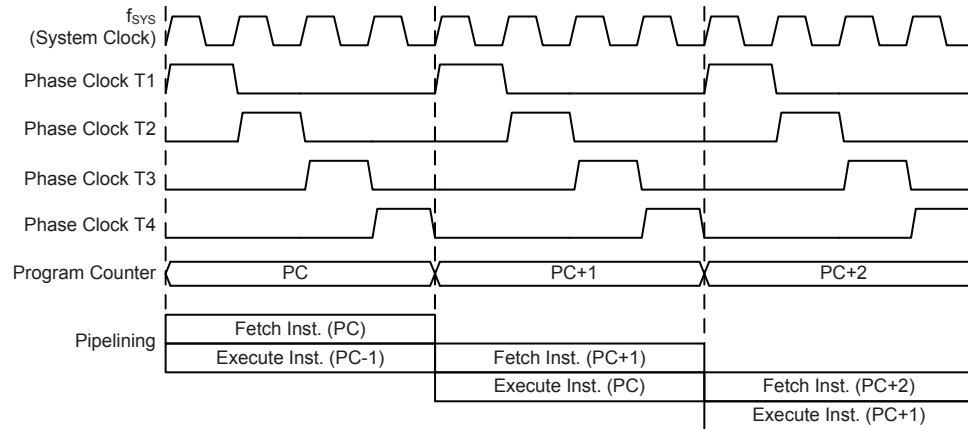 fSYS
(System Clock)
Phase Clock T1
Phase Clock T2
Phase Clock T3
Phase Clock T4
Program Counter PC PC+1 PC+2
Pipelining
Fetch Inst. (PC)
Execute Inst. (PC-1) Fetch Inst. (PC+1)
Execute Inst. (PC) Fetch Inst. (PC+2)
Execute Inst. (PC+1)